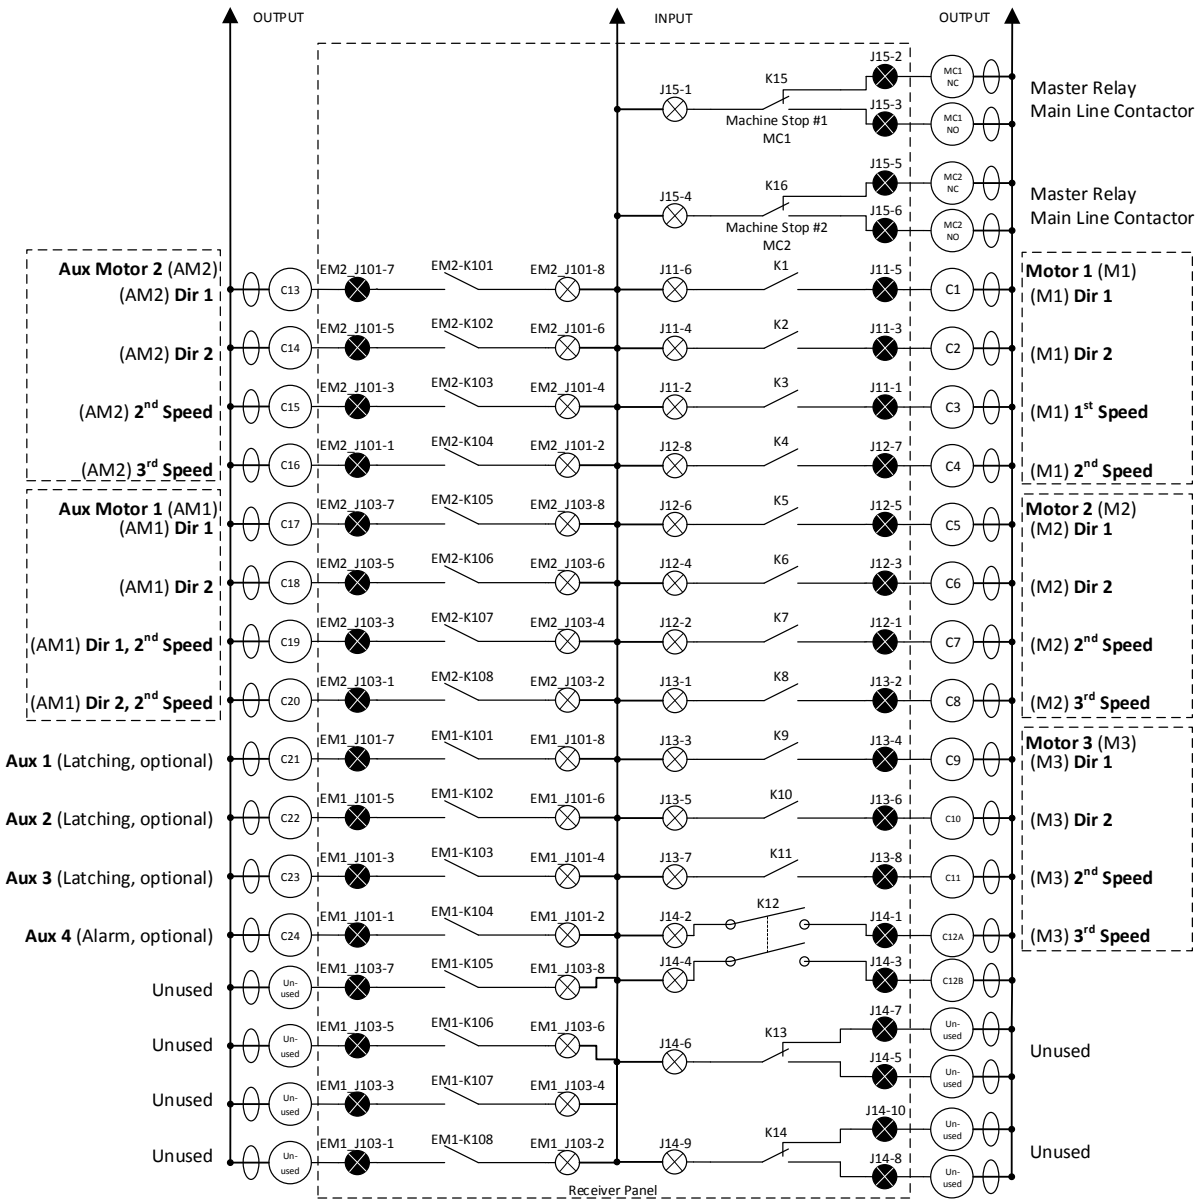 OUTPUT INPUT OUTPUT
J15-2
K15
MC1
NC
J15-1
Master Relay
Main Line Contactor
J15-3
Machine Stop #1
MC1
MC1
NO
J15-5
K16
MC2
NC
J15-4
Master Relay
Main Line Contactor
J15-6
Machine Stop #2
MC2
MC2
NO
Aux Motor 2 (AM2) EM2_J101-7 EM2-K101 EM2_J101-8 J11-6 K1 J11-5 Motor 1 (M1)
(AM2) Dir 1 C13 C1 (M1) Dir 1
EM2_J101-5 EM2-K102 EM2_J101-6 J11-4 K2 J11-3
(AM2) Dir 2 C14 C2 (M1) Dir 2
EM2_J101-3 EM2-K103 EM2_J101-4 J11-2 K3 J11-1
(AM2) 2nd Speed C15 C3 (M1) 1st Speed
EM2_J101-1 EM2-K104 EM2_J101-2 J12-8 K4 J12-7
(AM2) 3rd Speed C16 C4 (M1) 2nd Speed
Aux Motor 1 (AM1) EM2_J103-7 EM2-K105 EM2_J103-8 J12-6 K5 J12-5 Motor 2 (M2)
(AM1) Dir 1 C17 C5 (M2) Dir 1
EM2_J103-5 EM2-K106 EM2_J103-6 J12-4 K6 J12-3
(AM1) Dir 2 C18 C6 (M2) Dir 2
EM2_J103-3 EM2-K107 EM2_J103-4 J12-2 K7 J12-1
(AM1) Dir 1, 2nd Speed C19 C7 (M2) 2nd Speed
EM2_J103-1 EM2-K108 EM2_J103-2 J13-1 K8 J13-2
(AM1) Dir 2, 2nd Speed C20 C8 (M2) 3rd Speed
EM1_J101-7 EM1-K101 EM1_J101-8 J13-3 K9 J13-4 Motor 3 (M3)
Aux 1 (Latching, optional) C21 C9 (M3) Dir 1
EM1_J101-5 EM1-K102 EM1_J101-6 J13-5 K10 J13-6
Aux 2 (Latching, optional) C22 C10 (M3) Dir 2
EM1_J101-3 EM1-K103 EM1_J101-4 J13-7 K11 J13-8
Aux 3 (Latching, optional) C23 C11 (M3) 2nd Speed
EM1_J101-1 EM1-K104 EM1_J101-2 J14-2 K12 J14-1
Aux 4 (Alarm, optional) C24 C12A (M3) 3rd Speed
EM1_J103-7 EM1-K105 EM1_J103-8 J14-4 J14-3
Unused Un-
used C12B
EM1_J103-5 EM1-K106 EM1_J103-6 J14-6 K13 J14-7
Unused Un-
used Un-
used
Unused
J14-5
Un-
used
EM1_J103-3 EM1-K107 EM1_J103-4
Unused Un-
used
J14-10
Un-
used
EM1_J103-1 EM1-K108 EM1_J103-2 J14-9 K14
Unused Un-
used Unused
J14-8
Un-
used
Receiver Panel